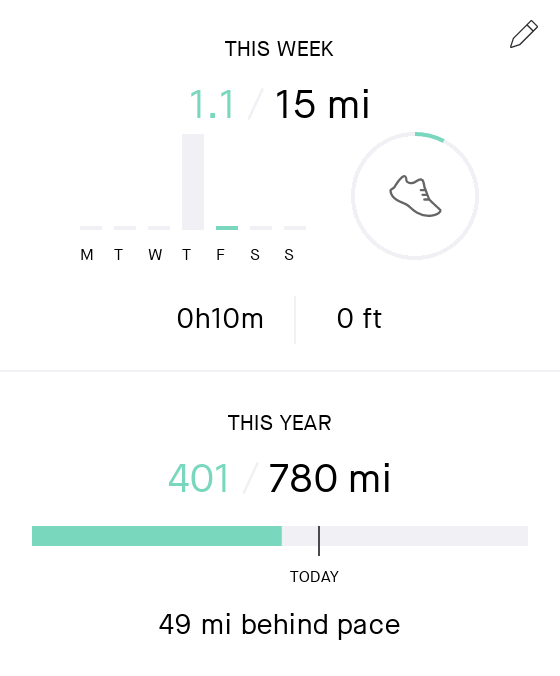 THIS WEEK
1.1 / 15 mi
M T W T F S S
0h10m | 0 ft
THIS YEAR
401 / 780 mi
TODAY
49 mi behind pace